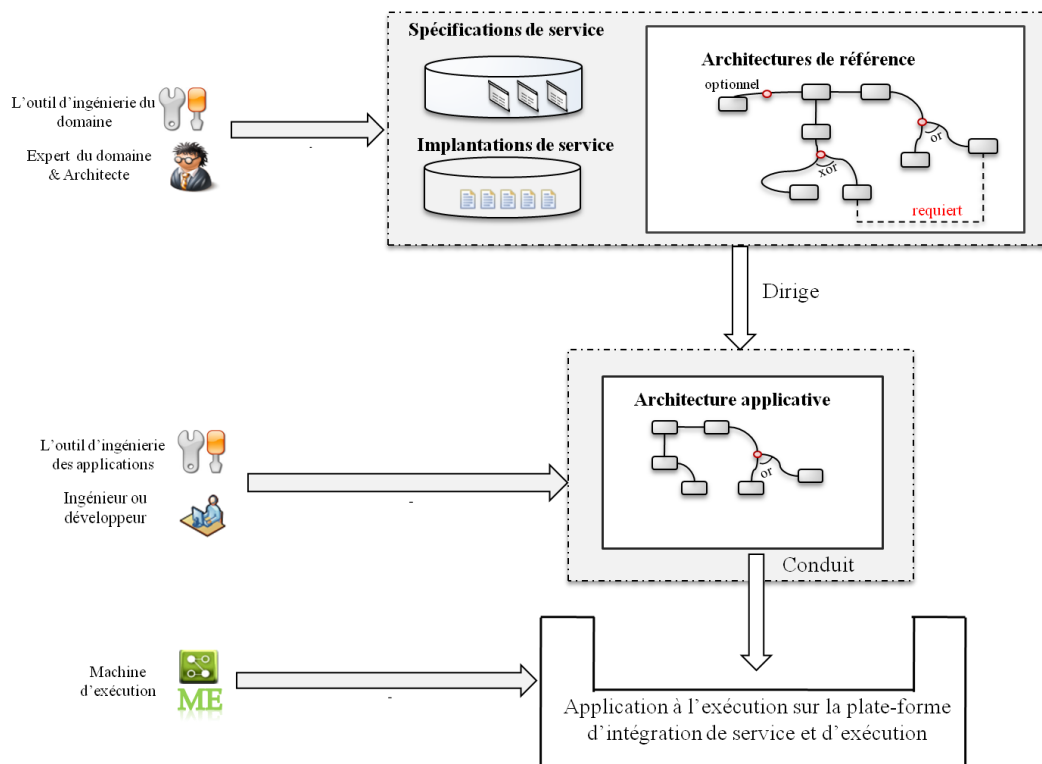 Spécifications de service
Architectures de référence
optionnel
L'outil d'ingénierie du
domaine
or
Implantations de service
Expert du domaine
& Architecte
xor
requiert
Dirige
Architecture applicative
L'outil d'ingénierie
des applications
or
Ingénieur ou
développeur
Conduit
Machine
d'exécution
ME
Application à l'exécution sur la plate-forme
d'intégration de service et d'exécution